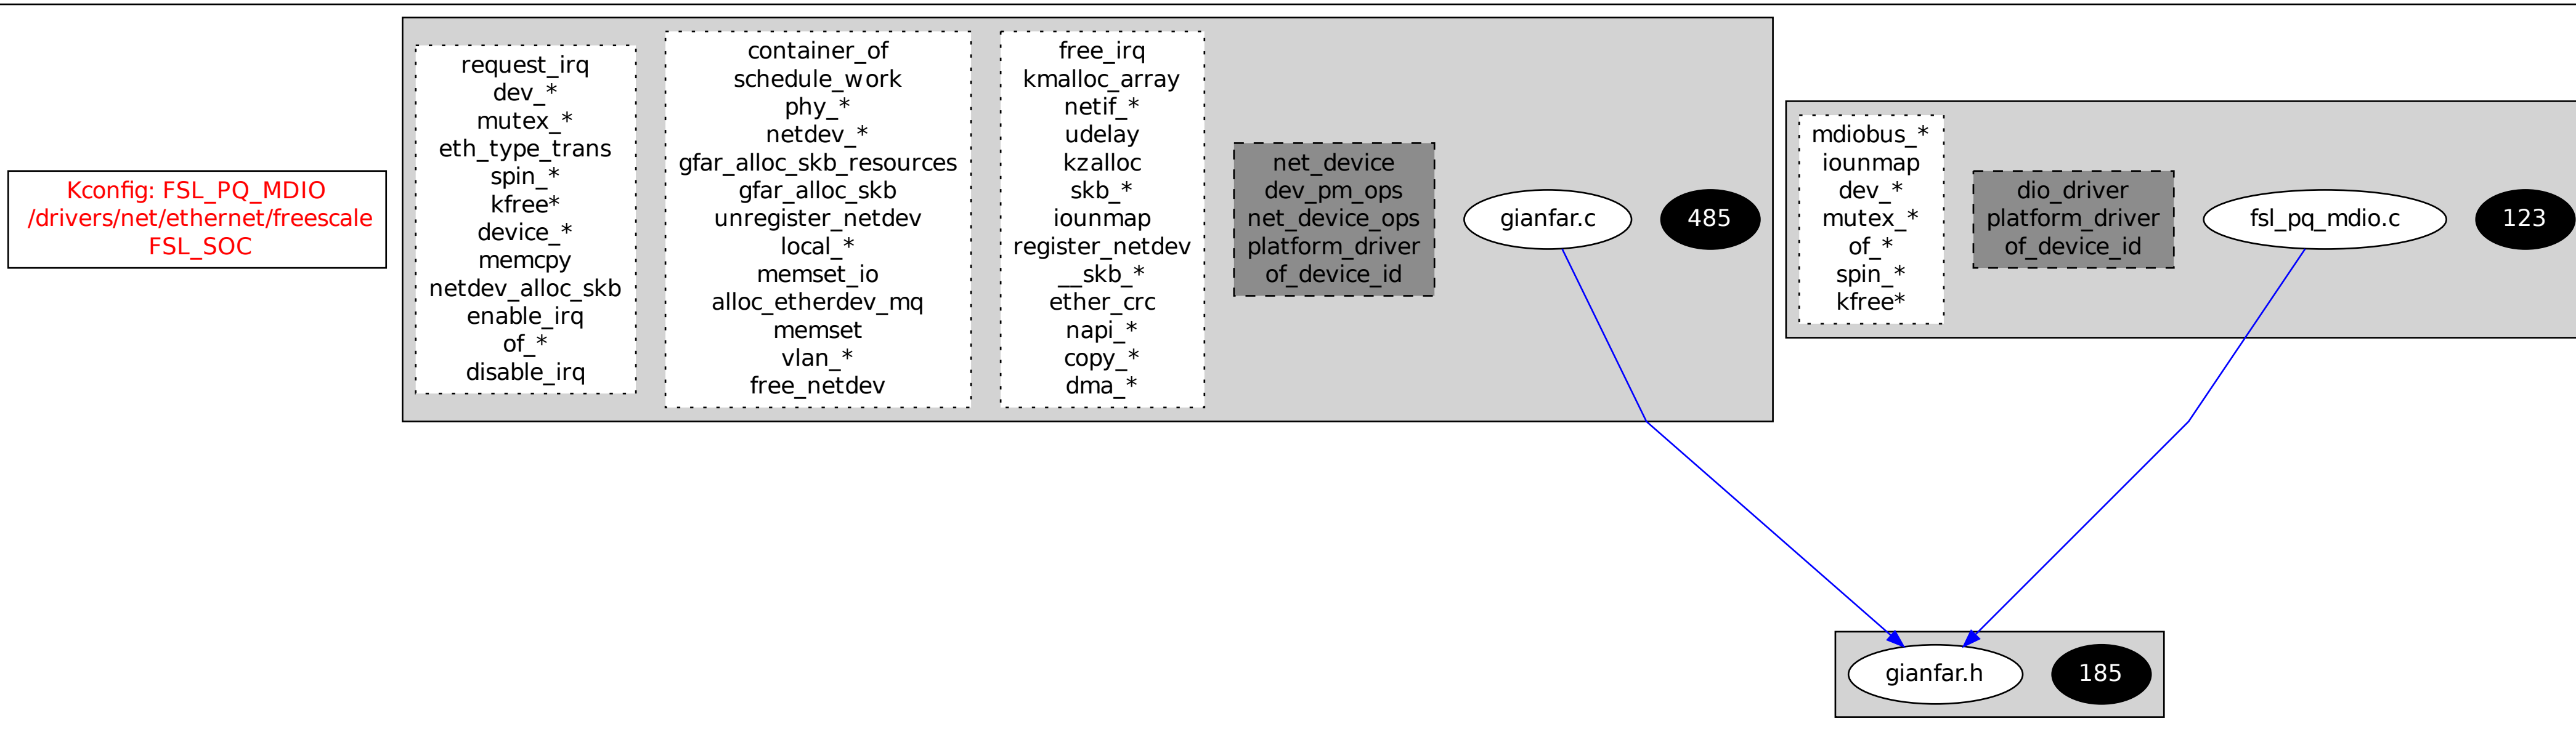 Kconfig: FSL_PQ_MDIO
/drivers/net/ethernet/freescale
FSL_SOC
request_irq
dev_*
mutex_*
eth_type_trans
spin_*
kfree*
device_*
memcpy
netdev_alloc_skb
enable_irq
of_*
disable_irq
container_of
schedule_work
phy_*
netdev_*
gfar_alloc_skb_resources
gfar_alloc_skb
unregister_netdev
local_*
memset_io
alloc_etherdev_mq
memset
vlan_*
free_netdev
free_irq
kmalloc_array
netif_*
udelay
kzalloc
skb_*
iounmap
register_netdev
__skb_*
ether_crc
napi_*
copy_*
dma_*
net_device
dev_pm_ops
net_device_ops
platform_driver
of_device_id
gianfar.c
485
mdiobus_*
iounmap
dev_*
mutex_*
of_*
spin_*
kfree*
dio_driver
platform_driver
of_device_id
fsl_pq_mdio.c
123
gianfar.h
185